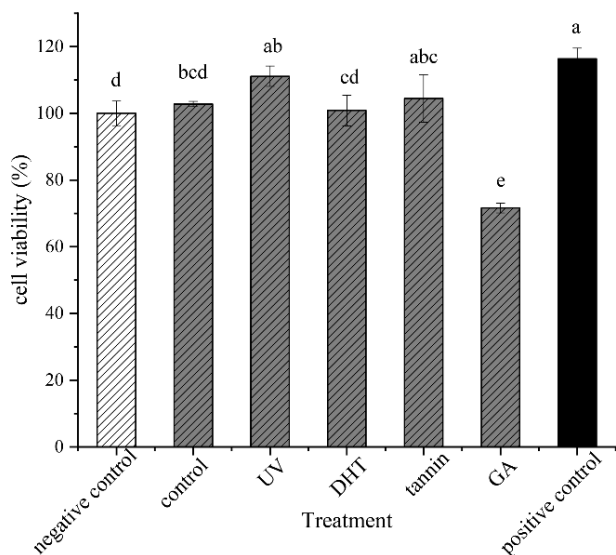 cell viability (%)
120
100
80
60
40
20
0
d
bcd
ab
cd
abc
e
a
negative control
control
UV
DHT
tannin
GA
positive control
Treatment